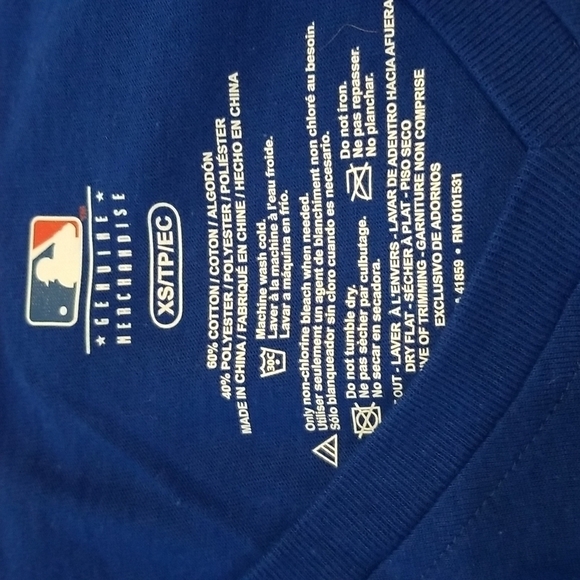 ★ GENUINE ★
MERCHANDISE
XS/TP/EC
60% COTTON / COTON / ALGODÓN
40% POLYESTER / POLYESTER / POLIÉSTER
MADE IN CHINA / FABRIQUÉ EN CHINE / HECHO EN CHINA
30C
Machine wash cold.
Laver à la machine à l'eau froide.
Lavar a máquina en frío.
Only non-chlorine bleach when needed.
Utiliser seulement un agent de blanchiment non chloré au besoin.
Sólo blanqueador sin cloro cuando es necesario.
Do not tumble dry.
Ne pas sécher par culbutage.
No secar en secadora.
Do not iron.
Ne pas repasser.
No planchar.
OUT - LAVER À L'ENVERS - LAVAR DE ADENTRO HACIA AFUERA
DRY FLAT - SÉCHER À PLAT - PISO SECO
VE OF TRIMMING - GARNITURE NON COMPRISE
EXCLUSIVO DE ADORNOS
41859 • RN 0101531